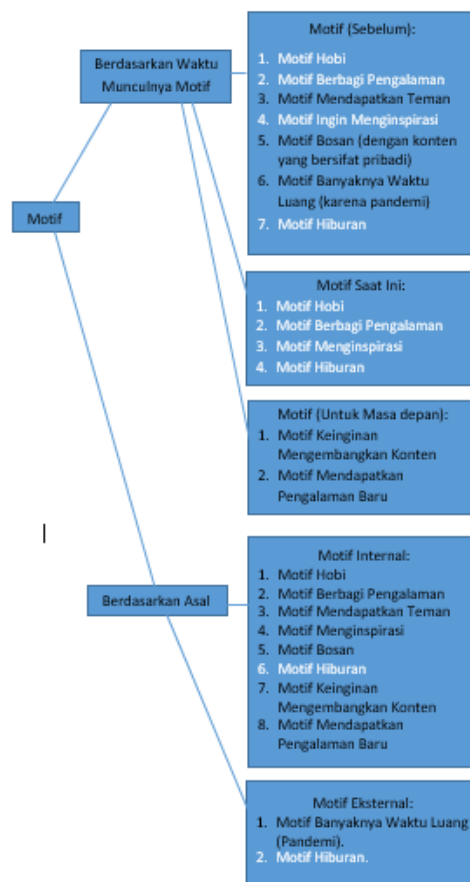 Motif
Berdasarkan Waktu
Munculnya Motif
Motif (Sebelum):
1. Motif Hobi
2. Motif Berbagi Pengalaman
3. Motif Mendapatkan Teman
4. Motif Ingin Menginspirasi
5. Motif Bosan (dengan konten
yang bersifat pribadi)
6. Motif Banyaknya Waktu
Luang (karena pandemi)
7. Motif Hiburan
Motif Saat Ini:
1. Motif Hobi
2. Motif Berbagi Pengalaman
3. Motif Menginspirasi
4. Motif Hiburan
Motif (Untuk Masa depan):
1. Motif Keinginan
Mengembangkan Konten
2. Motif Mendapatkan
Pengalaman Baru
Berdasarkan Asal
Motif Internal:
1. Motif Hobi
2. Motif Berbagi Pengalaman
3. Motif Mendapatkan Teman
4. Motif Menginspirasi
5. Motif Bosan
6. Motif Hiburan
7. Motif Keinginan
Mengembangkan Konten
8. Motif Mendapatkan
Pengalaman Baru
Motif Eksternal:
1. Motif Banyaknya Waktu Luang
(Pandemi).
2. Motif Hiburan.